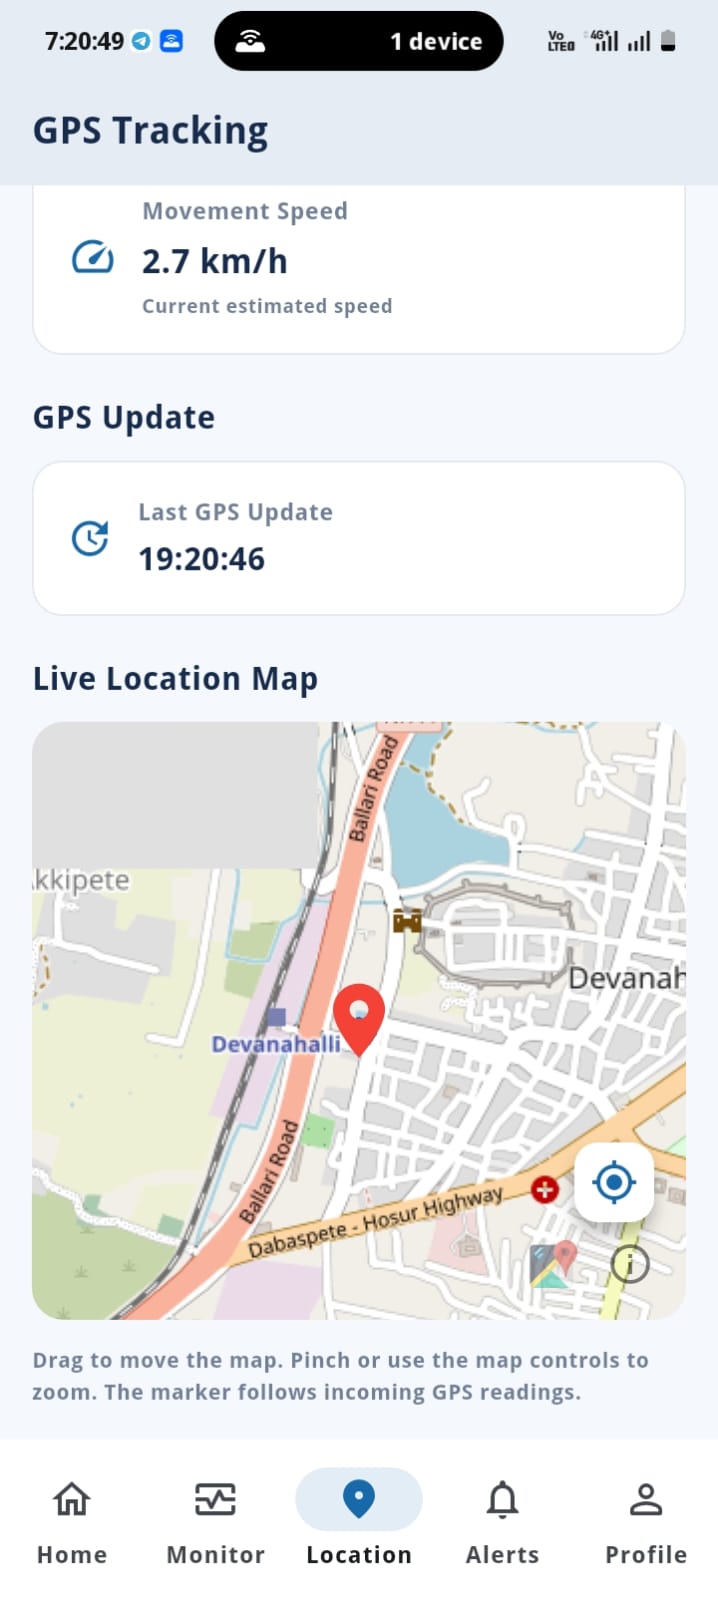 7:20:49
1 device
Vo
LTE
4G+
GPS Tracking
Movement Speed
2.7 km/h
Current estimated speed
GPS Update
Last GPS Update
19:20:46
Live Location Map
Ballari Road
kkipete
Devanah
Devanahalli
Ballari Road
Dabaspete - Hosur Highway
i
Drag to move the map. Pinch or use the map controls to
zoom. The marker follows incoming GPS readings.
Home
Monitor
Location
Alerts
Profile